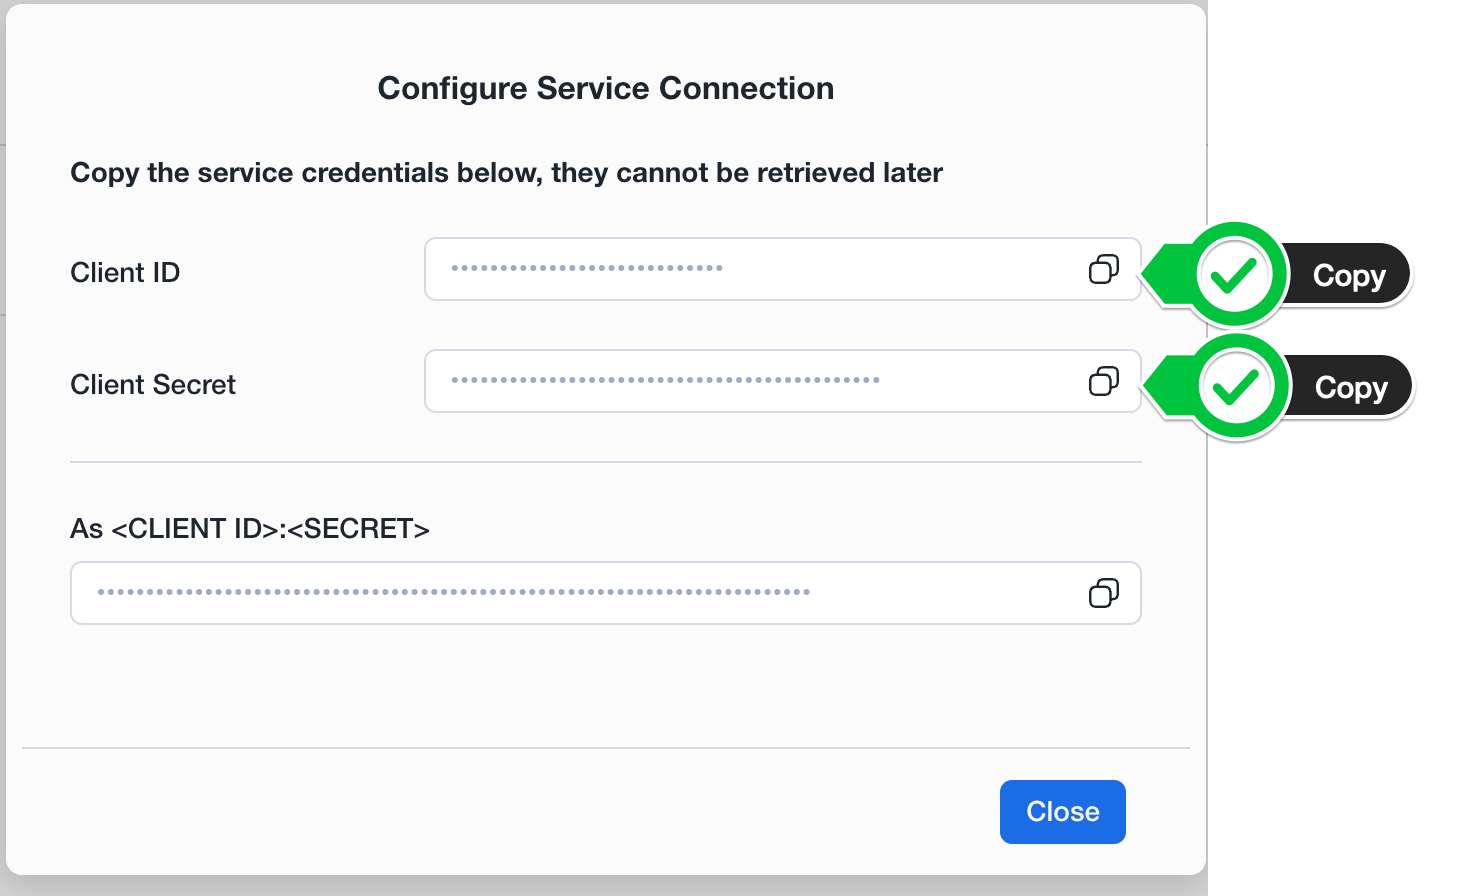 Configure Service Connection
Copy the service credentials below, they cannot be retrieved later
Client ID
Copy
Client Secret
Copy
As <CLIENT ID>:<SECRET>
Close